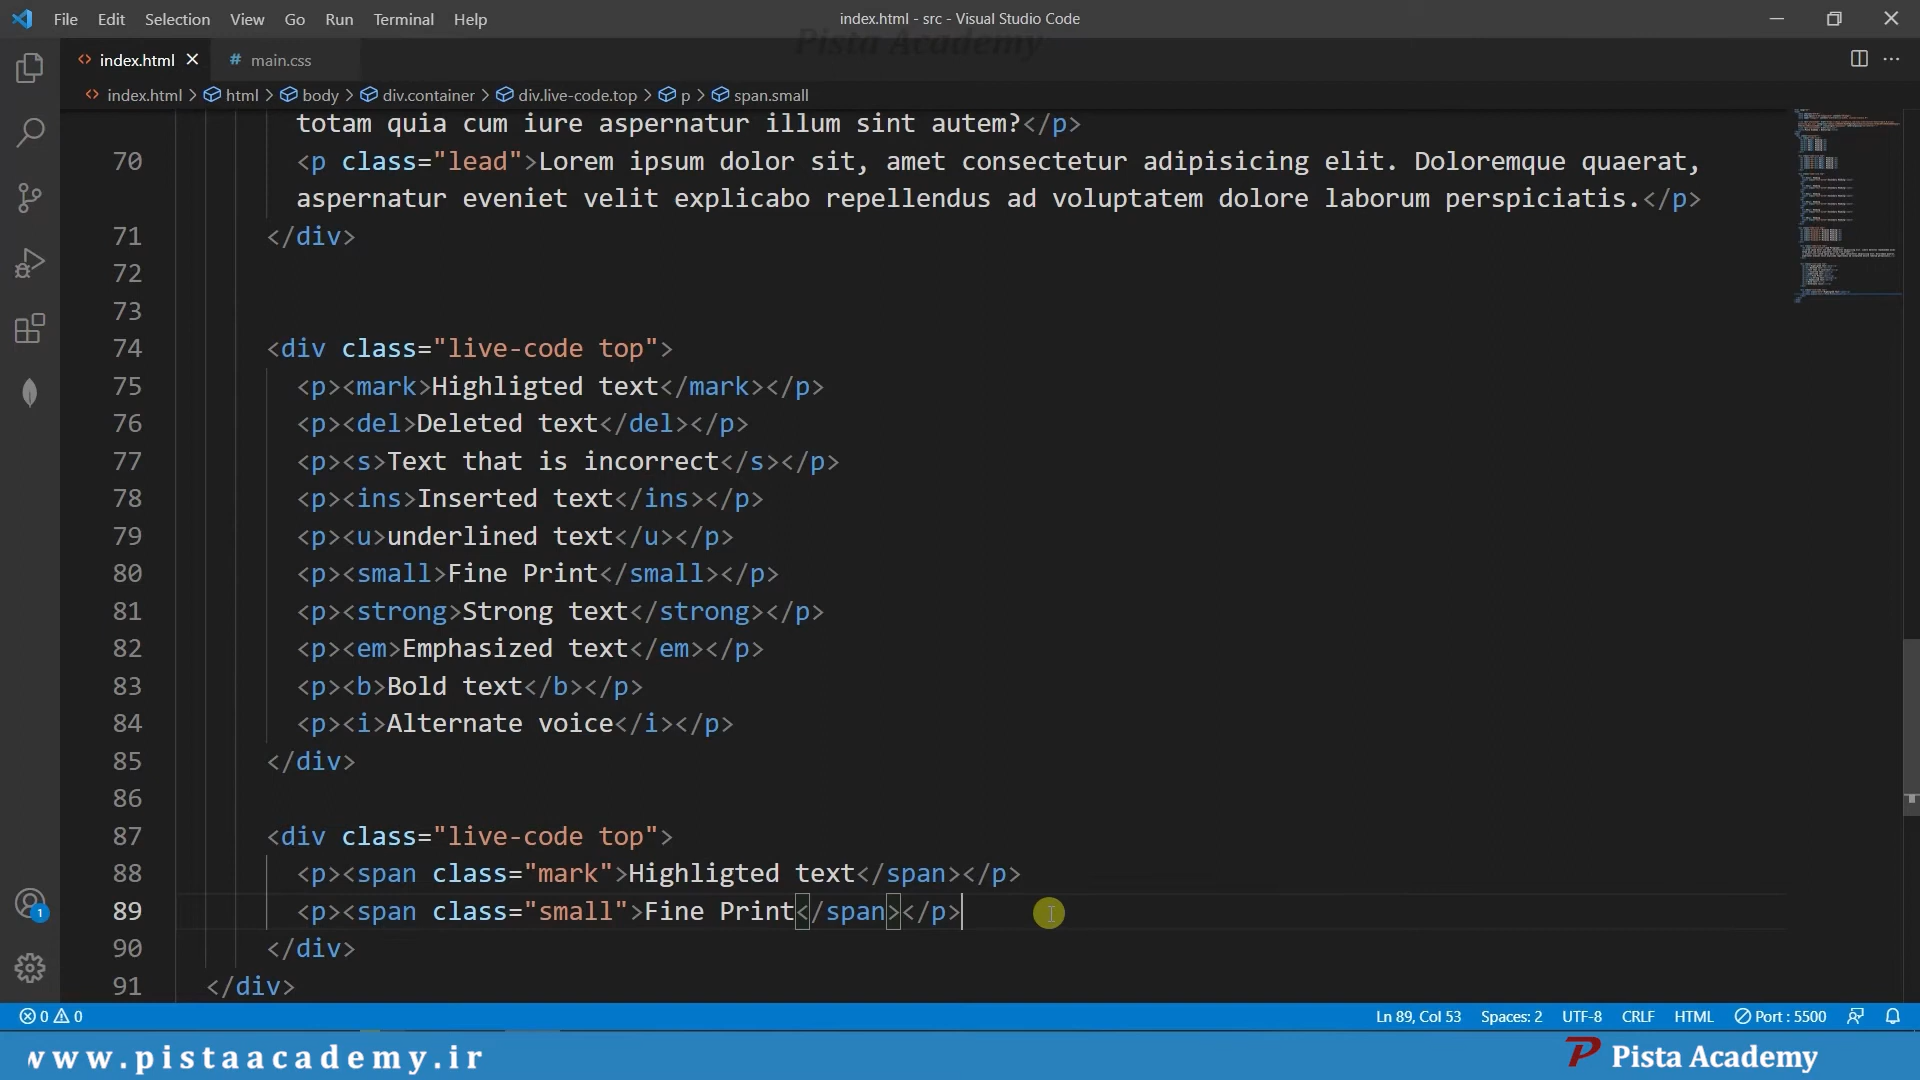 File Edit Selection View Go Run Terminal Help
index.html - src - Visual Studio Code
Pista Academy
index.html
# main.css
index.html > html > body > div.container > div.live-code.top > p > span.small
totam quia cum iure aspernatur illum sint autem?</p>
70 <p class="lead">Lorem ipsum dolor sit, amet consectetur adipisicing elit. Doloremque quaerat,
aspernatur eveniet velit explicabo repellendus ad voluptatem dolore laborum perspiciatis.</p>
71 </div>
72
73
74 <div class="live-code top">
75 <p><mark>Highligted text</mark></p>
76 <p><del>Deleted text</del></p>
77 <p><s>Text that is incorrect</s></p>
78 <p><ins>Inserted text</ins></p>
79 <p><u>underlined text</u></p>
80 <p><small>Fine Print</small></p>
81 <p><strong>Strong text</strong></p>
82 <p><em>Emphasized text</em></p>
83 <p><b>Bold text</b></p>
84 <p><i>Alternate voice</i></p>
85 </div>
86
87 <div class="live-code top">
88 <p><span class="mark">Highligted text</span></p>
89 <p><span class="small">Fine Print</span></p>
90 </div>
91 </div>
1
0 0
Ln 89, Col 53 Spaces: 2 UTF-8 CRLF HTML Port : 5500
www.pistaacademy.ir
Pista Academy